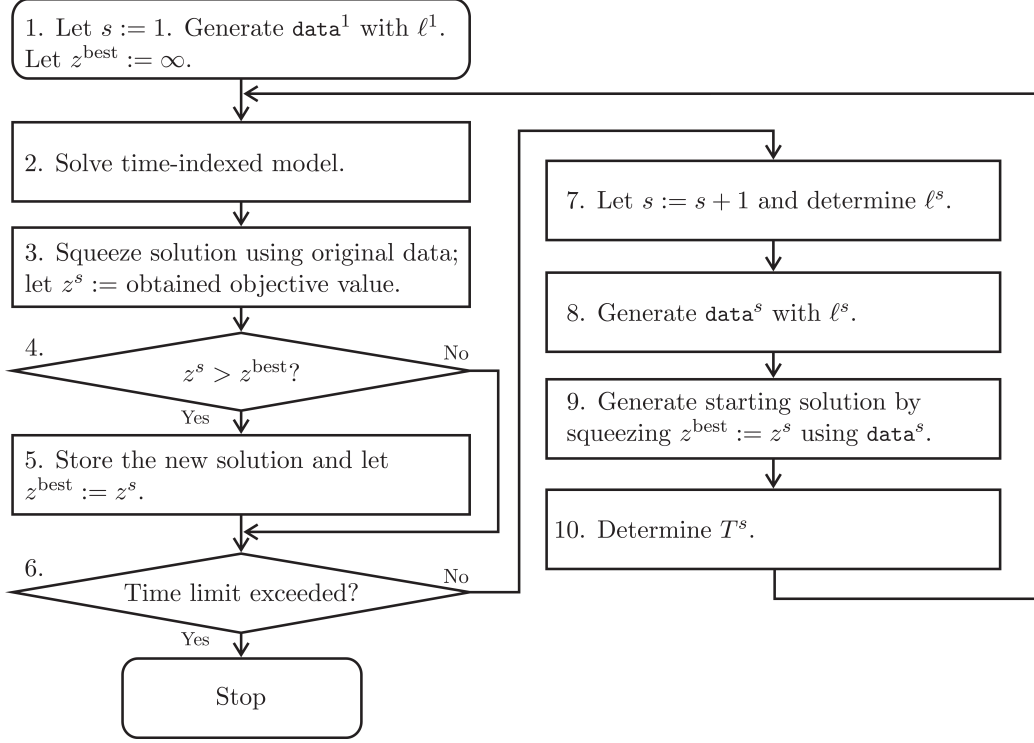 1. Let s := 1. Generate data¹ with ℓ¹.
Let z^best := ∞.
2. Solve time-indexed model.
3. Squeeze solution using original data;
let z^s := obtained objective value.
4.
z^s > z^best?
No
Yes
5. Store the new solution and let
z^best := z^s.
6.
Time limit exceeded?
No
Yes
Stop
7. Let s := s + 1 and determine ℓ^s.
8. Generate data^s with ℓ^s.
9. Generate starting solution by
squeezing z^best := z^s using data^s.
10. Determine T^s.